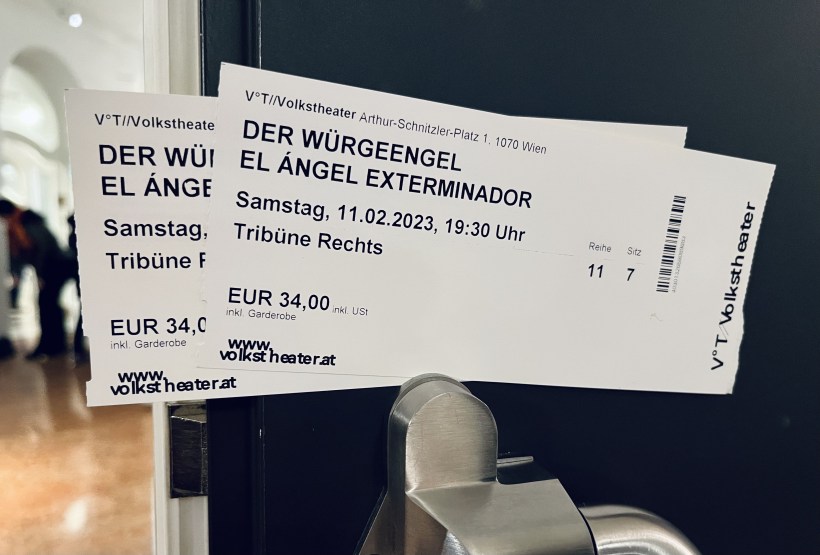 V°T//Volkstheate
DER WÜ
EL ÁNGE
Samstag,
Tribüne
EUR 34,0
inkl. Garderobe
www.
volkstheater.at
V°T//Volkstheater Arthur-Schnitzler-Platz 1, 1070 Wien
DER WÜRGEENGEL
EL ÁNGEL EXTERMINADOR
Samstag, 11.02.2023, 19:30 Uhr
Tribüne Rechts
Reihe Sitz
11 7
EUR 34,00 inkl. USt
inkl. Garderobe
www.
volkstheater.at
V°T//Volkstheater